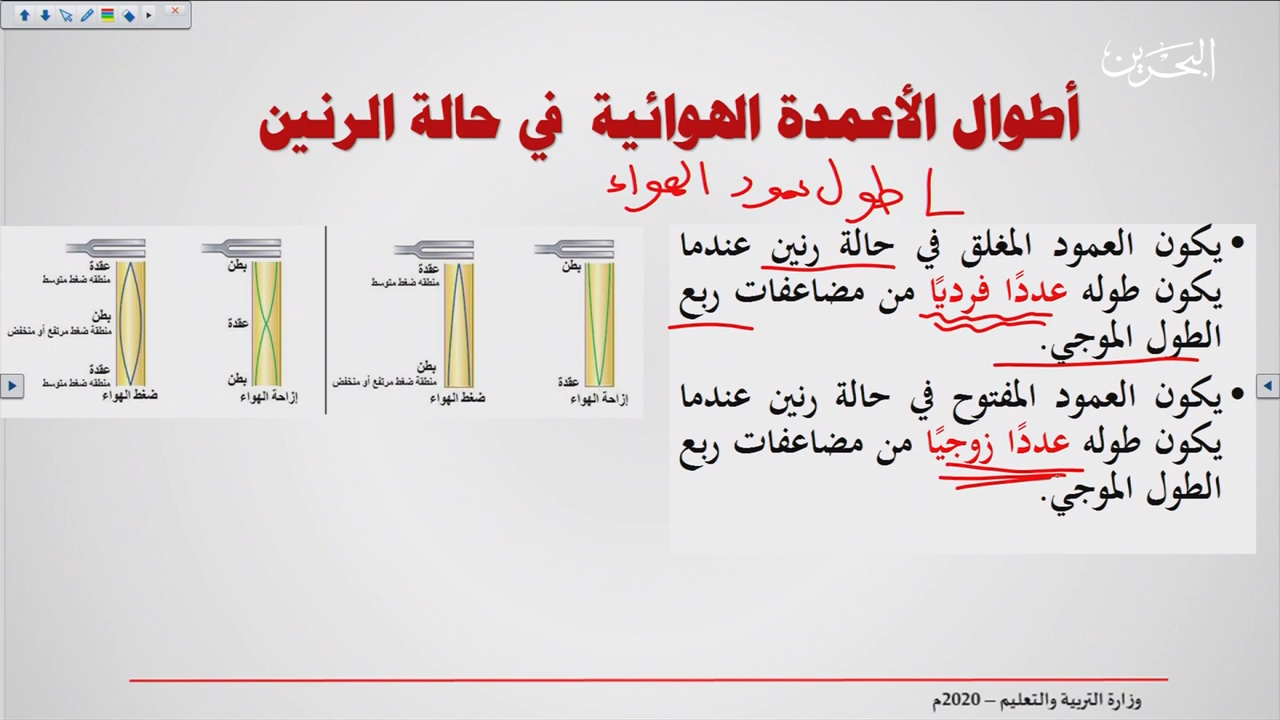 البحرين
أطوال الأعمدة الهوائية في حالة الرنين
L طول عمود الهواء
• يكون العمود المغلق في حالة رنين عندما
يكون طوله عددًا فرديًا من مضاعفات ربع
الطول الموجي.
• يكون العمود المفتوح في حالة رنين عندما
يكون طوله عددًا زوجيًا من مضاعفات ربع
الطول الموجي.
بطن
عقدة
إزاحة الهواء
عقدة
منطقه ضغط متوسط
بطن
منطقة ضغط مرتفع أو منخفض
ضغط الهواء
بطن
عقدة
بطن
إزاحة الهواء
عقدة
منطقه ضغط متوسط
بطن
منطقة ضغط مرتفع أو منخفض
عقدة
منطقه ضغط متوسط
ضغط الهواء
وزارة التربية والتعليم – 2020م